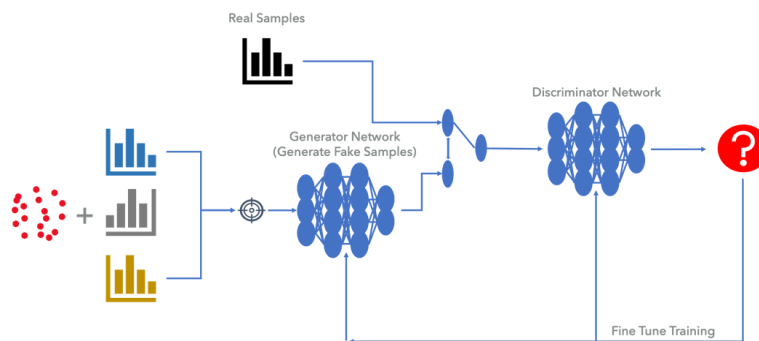 Real Samples
Discriminator Network
Generator Network
(Generate Fake Samples)
+
?
Fine Tune Training